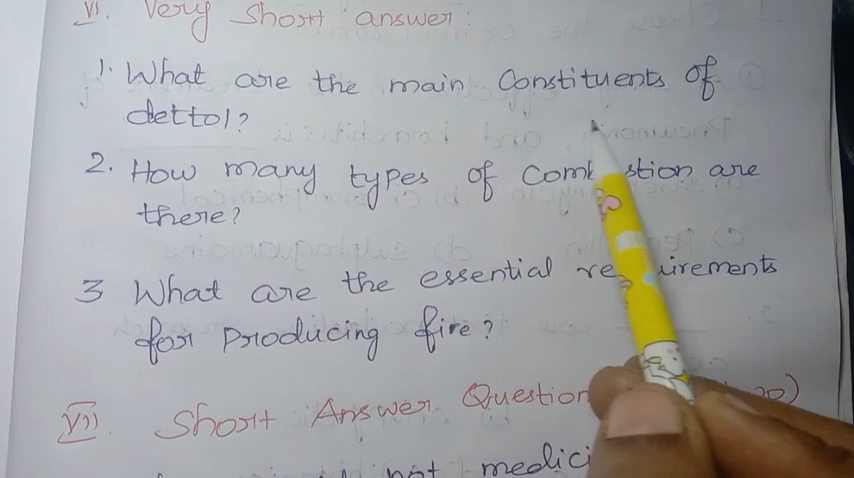 VI. Very Short answer:
1. What are the main Constituents of
dettol?
2. How many types of Comb stion are
there?
3 What are the essential re uirements
for Producing fire?
VII. Short Answer Question
not medici